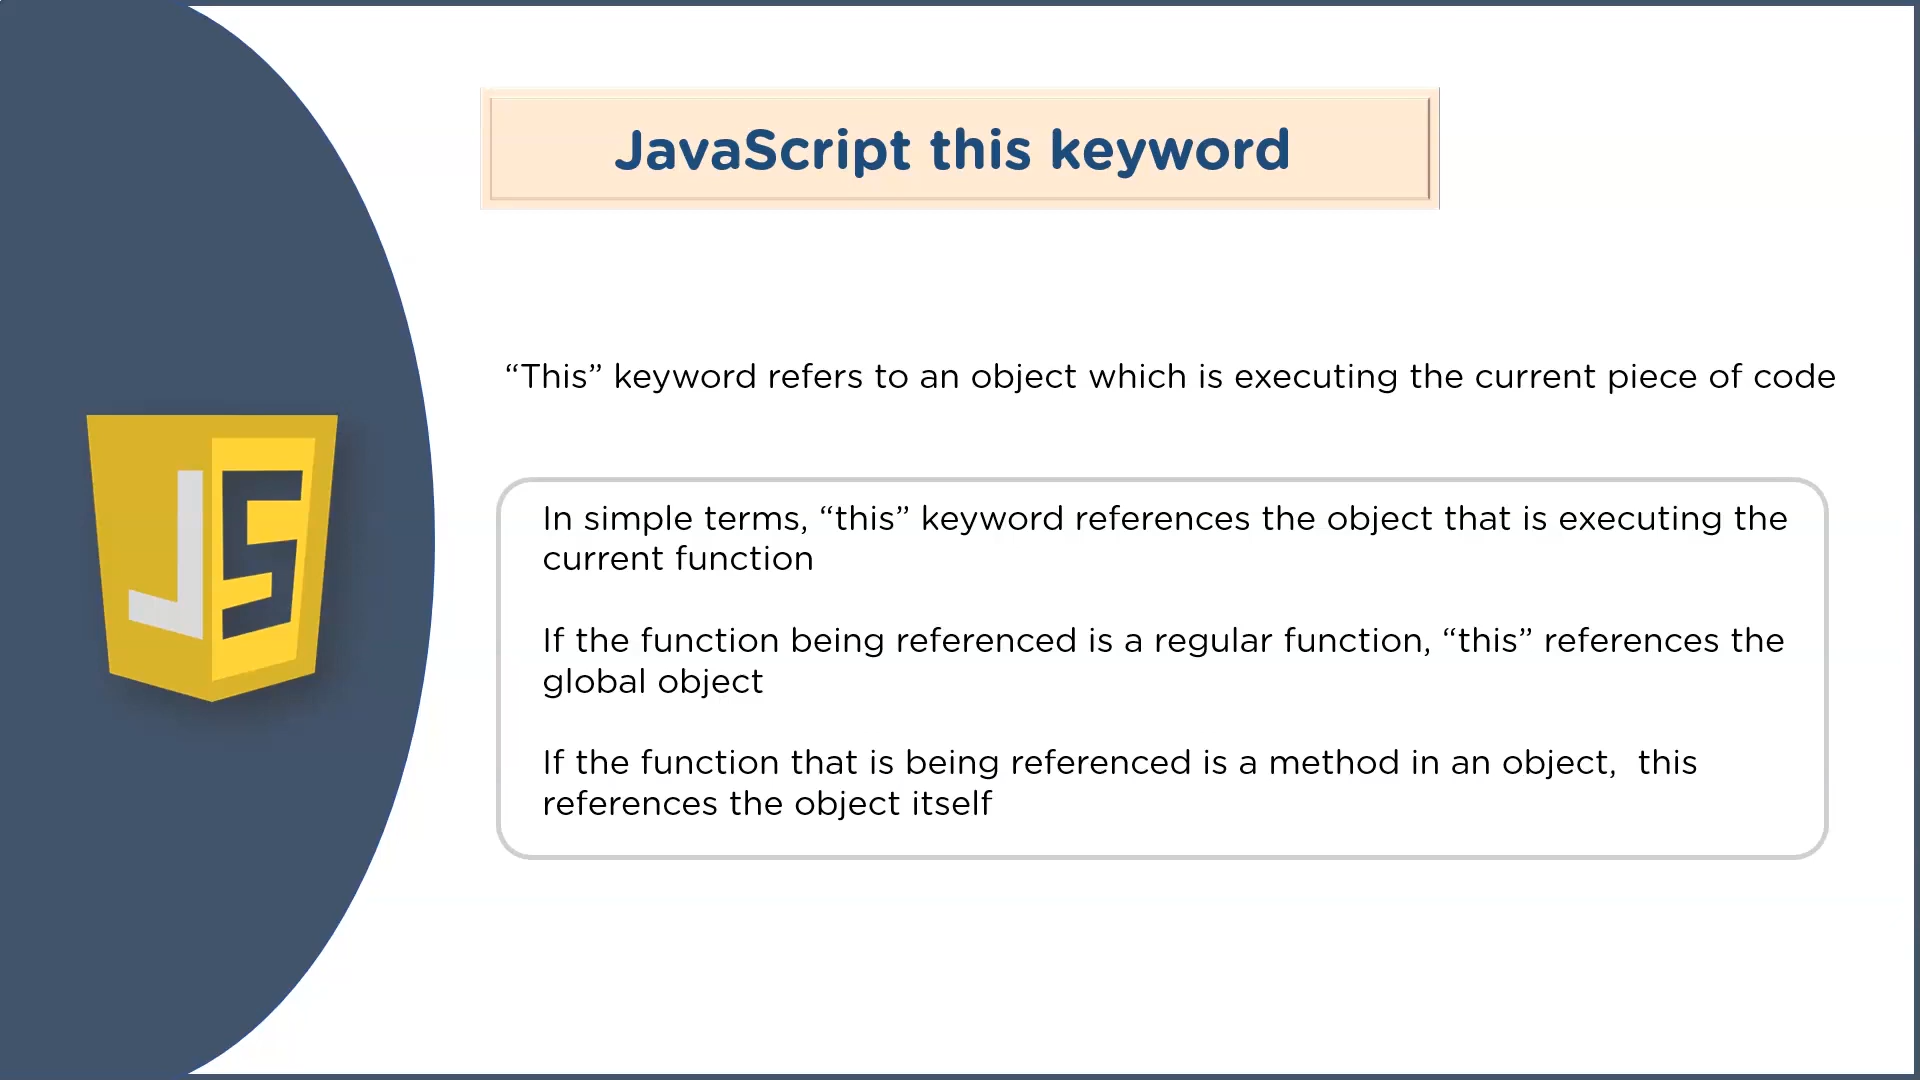 JavaScript this keyword
“This” keyword refers to an object which is executing the current piece of code
JS
In simple terms, “this” keyword references the object that is executing the
current function
If the function being referenced is a regular function, “this” references the
global object
If the function that is being referenced is a method in an object,  this
references the object itself